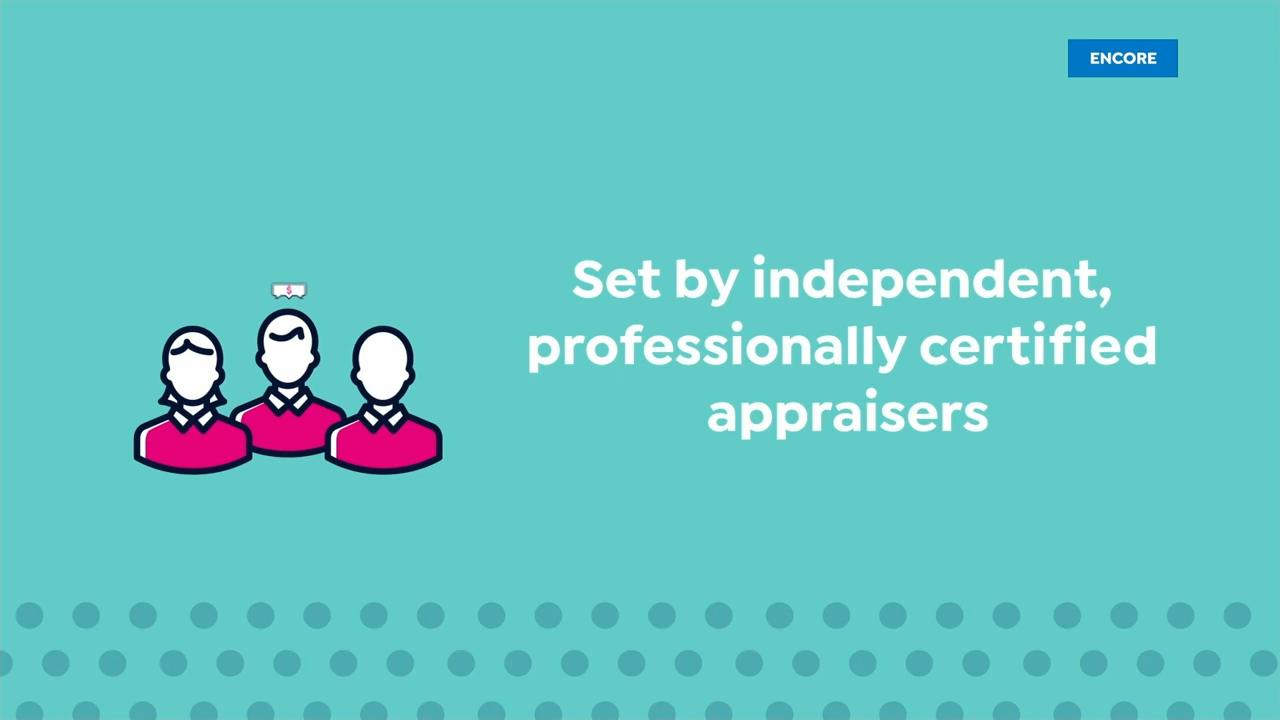 ENCORE
$
Set by independent,
professionally certified
appraisers